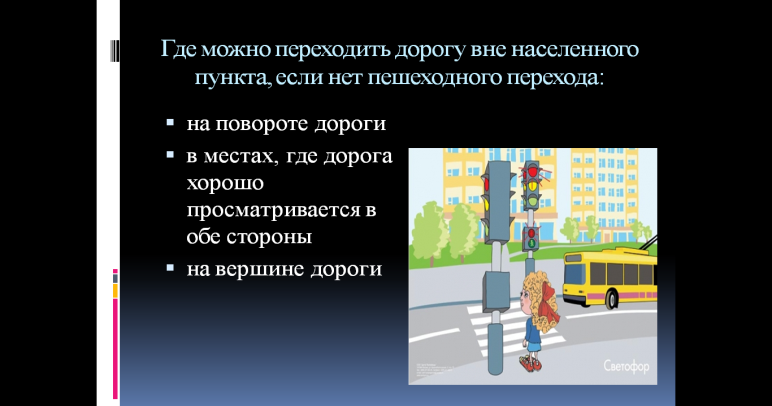 Где можно переходить дорогу вне населенного
пункта, если нет пешеходного перехода:
▪ на повороте дороги
▪ в местах, где дорога
хорошо
просматривается в
обе стороны
▪ на вершине дороги
Светофор